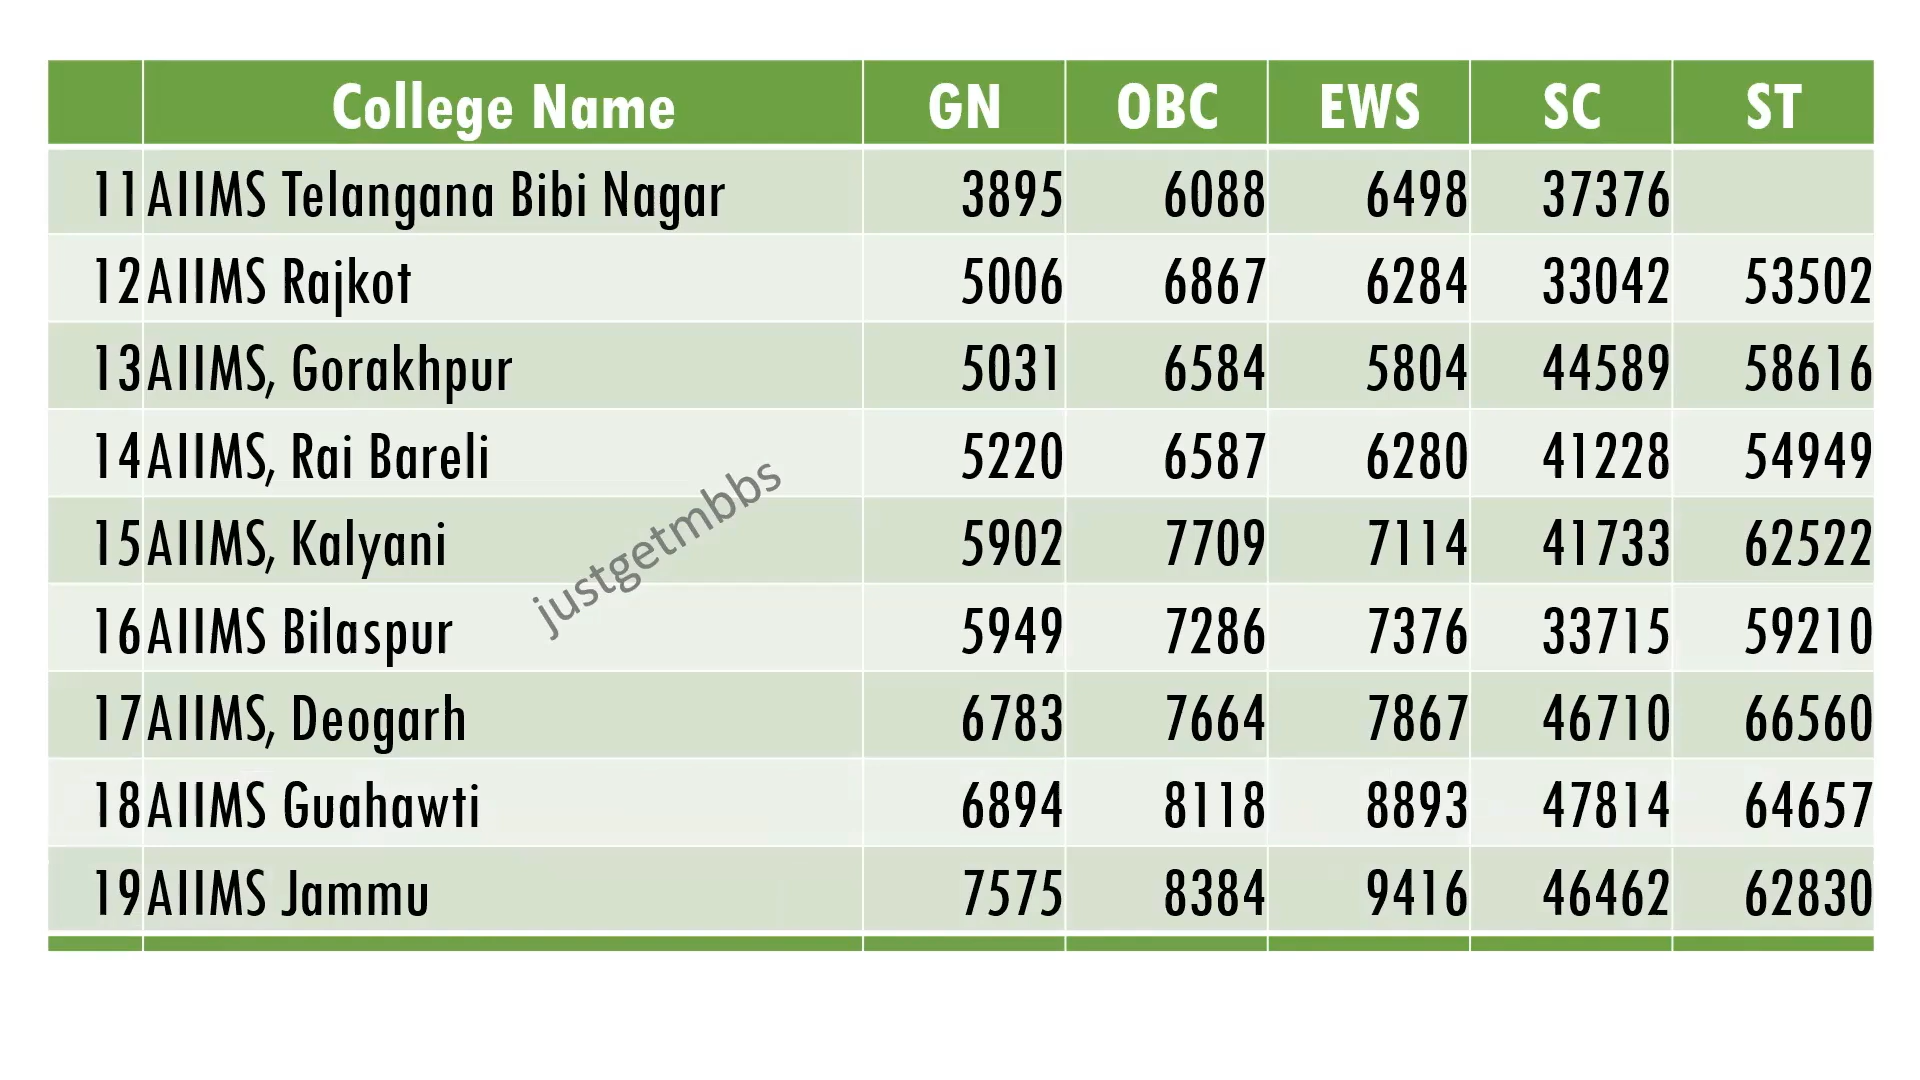 College Name GN OBC EWS SC ST
11 AIIMS Telangana Bibi Nagar 3895 6088 6498 37376
12 AIIMS Rajkot 5006 6867 6284 33042 53502
13 AIIMS, Gorakhpur 5031 6584 5804 44589 58616
14 AIIMS, Rai Bareli 5220 6587 6280 41228 54949
15 AIIMS, Kalyani 5902 7709 7114 41733 62522
16 AIIMS Bilaspur 5949 7286 7376 33715 59210
17 AIIMS, Deogarh 6783 7664 7867 46710 66560
18 AIIMS Guahawti 6894 8118 8893 47814 64657
19 AIIMS Jammu 7575 8384 9416 46462 62830
justgetmbbs